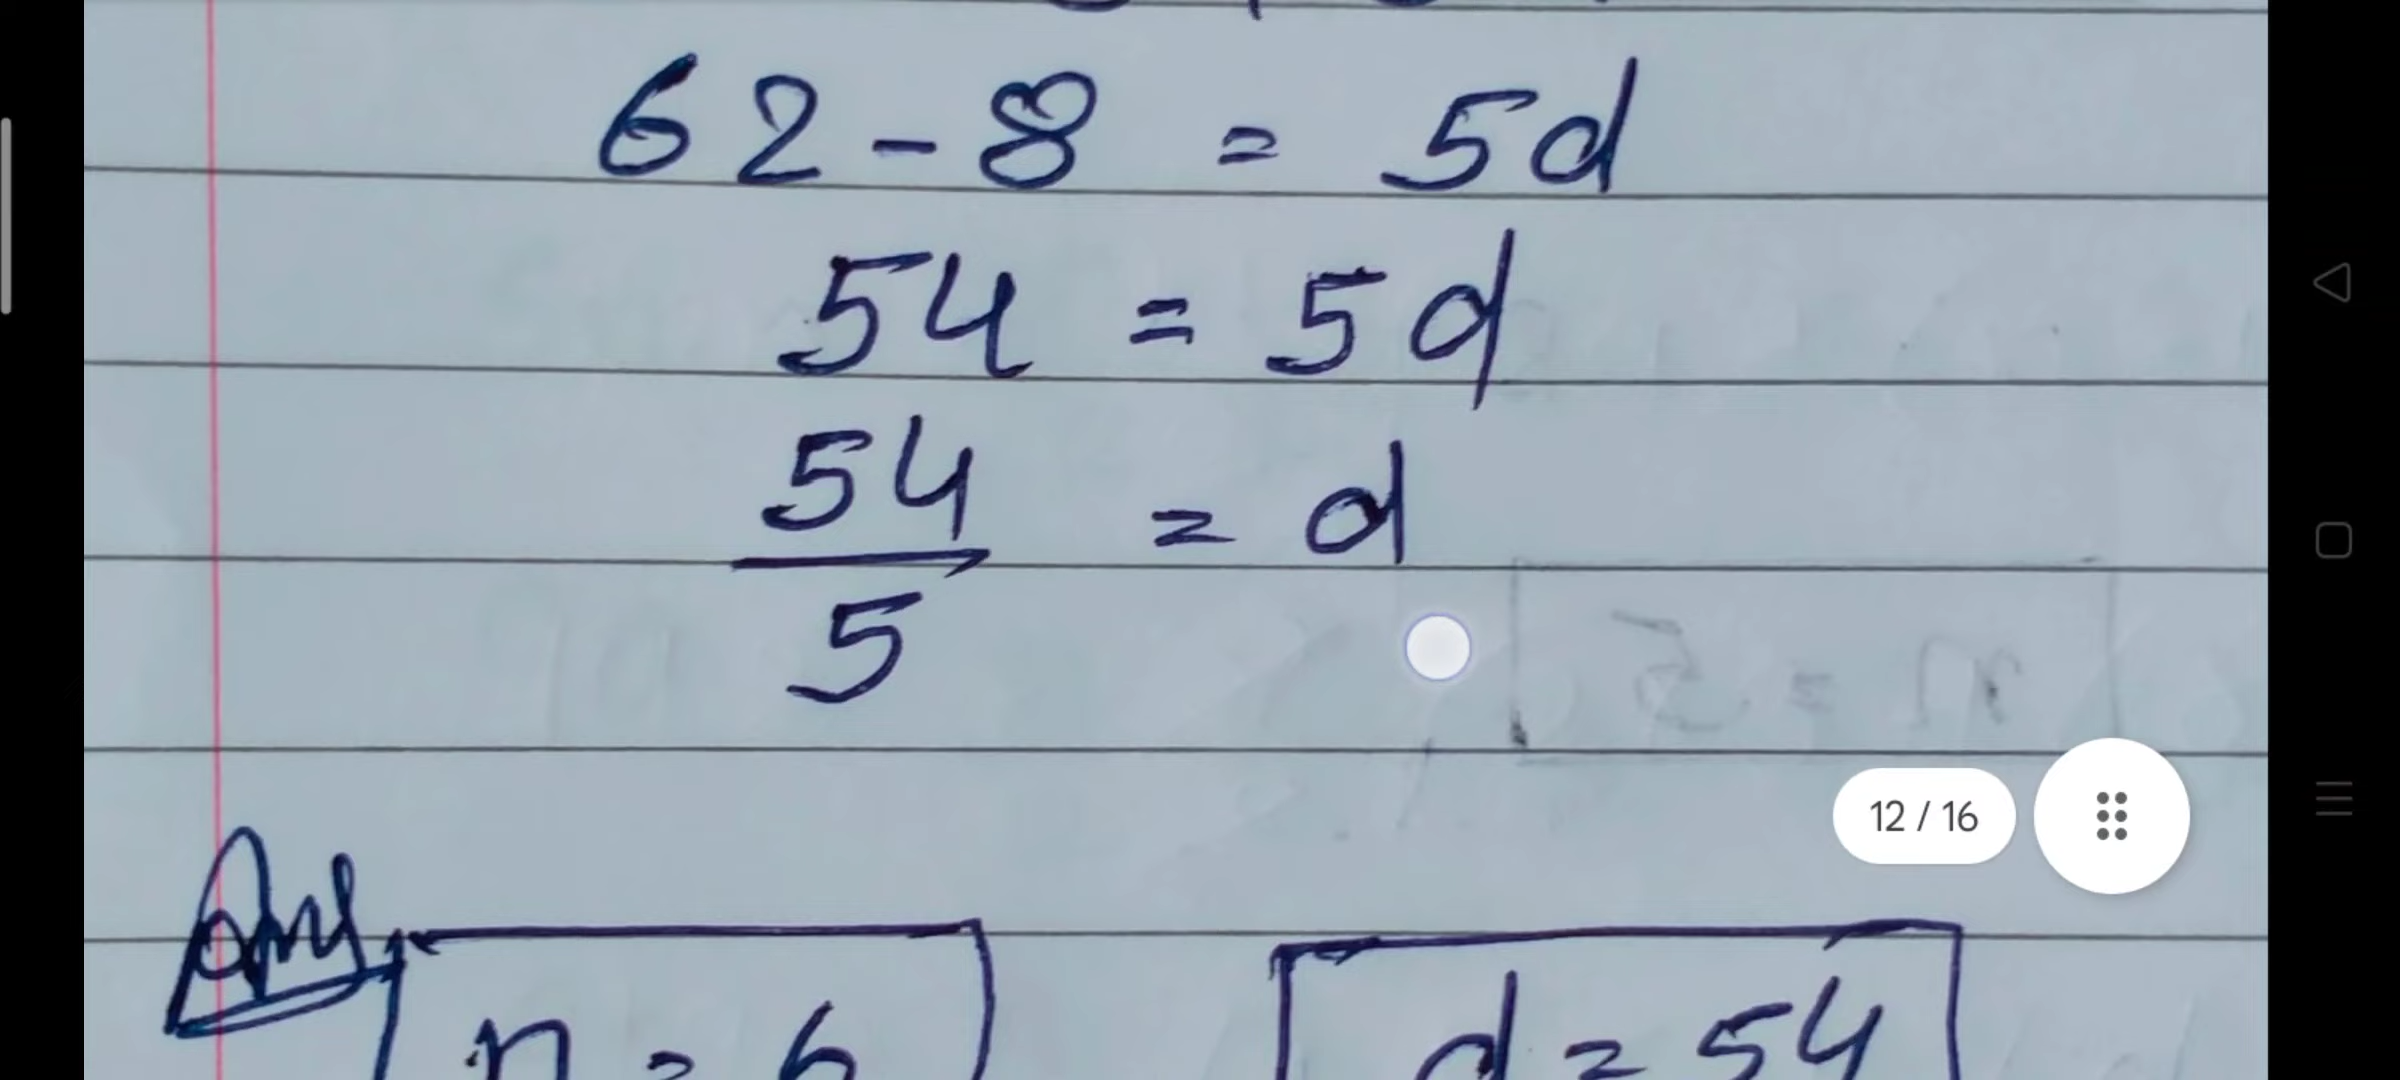 62 - 8 = 5d
54 = 5d
54
5
= d
12 / 16
Ans
n = 6
d = 54